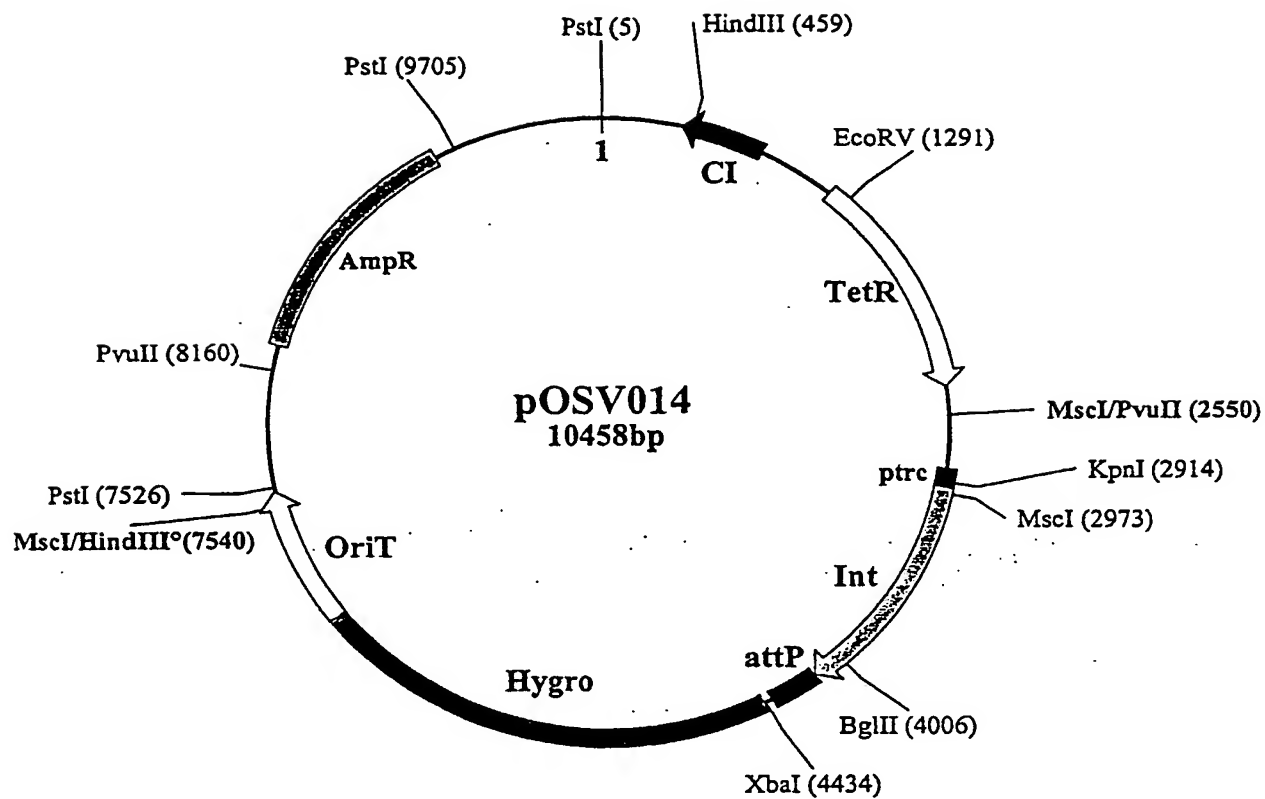 PstI (5)
HindIII (459)
PstI (9705)
1
CI
EcoRV (1291)
AmpR
TetR
PvuII (8160)
pOSV014
10458bp
MscI/PvuII (2550)
ptrc
KpnI (2914)
PstI (7526)
MscI (2973)
MscI/HindIII°(7540)
OriT
Int
attP
Hygro
BglII (4006)
XbaI (4434)